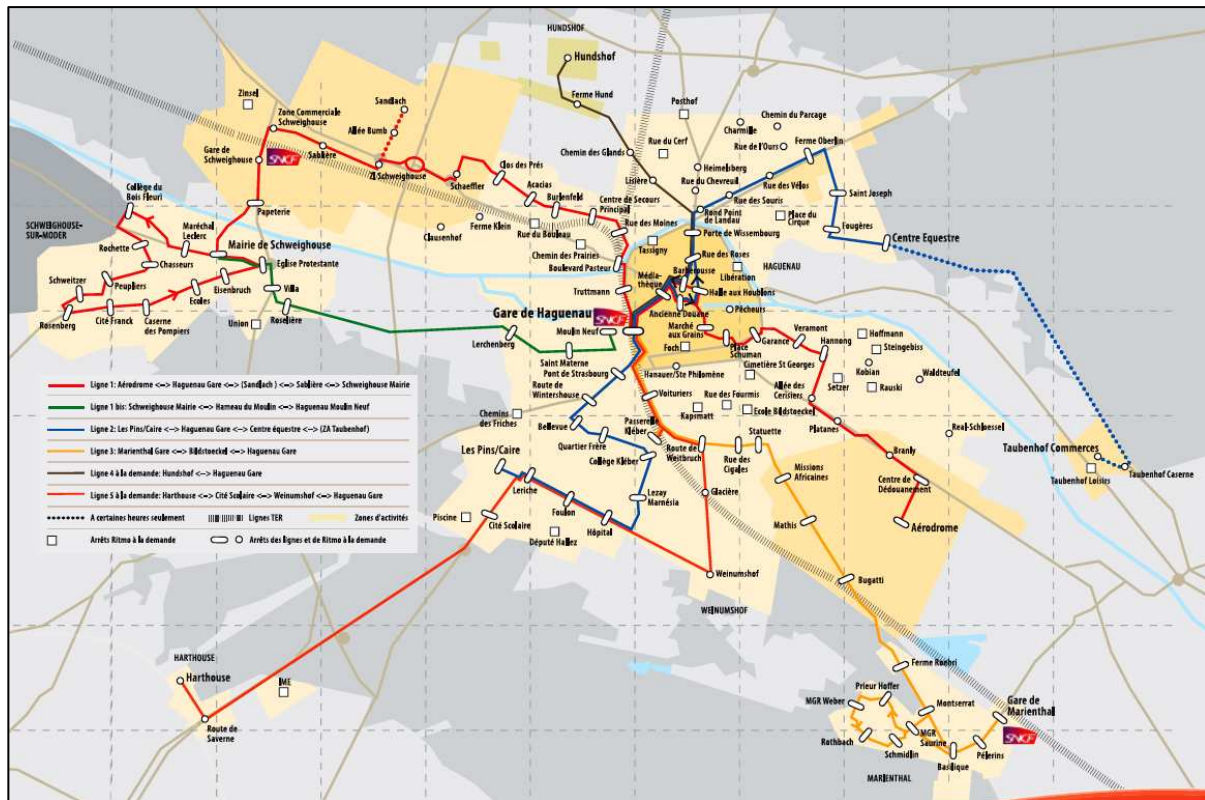 HUNDSHOF
Hundshof
Ferme Hund
Zinsel
Sandlach
Zone Commerciale
Schweighouse
Allée Bumb
Gare de
Schweighouse
SNCF
Sablière
ZI Schweighouse
Schaeffler
Clos des Prés
Acacias
Burlenfeld
Centre de Secours
Principal
Chemin des Glands
Lisière
Posthof
Rue du Cerf
Charmille
Chemin du Parcage
Rue de l'Ours
Ferme Oberlin
Heimelsberg
Rue du Chevreuil
Rue des Vélos
Rue des Souris
Saint Joseph
Rond Point
de Landau
Place du
Cirque
Fougères
Centre Equestre
Collège du
Bois Fleuri
Papeterie
SCHWEIGHOUSE-
SUR-MODER
Maréchal
Leclerc
Mairie de Schweighouse
Rochette
Chasseurs
Eglise Protestante
Schweitzer
Peupliers
Eisenbruch
Ecoles
Villa
Rosenberg
Cité Franck
Caserne
des Pompiers
Union
Roselière
Clausenhof
Ferme Klein
Rue du Bouleau
Chemin des Prairies
Boulevard Pasteur
Rue des Moines
Tassigny
Porte de Wissembourg
Rue des Roses
HAGUENAU
Libération
Barberousse
Média-
thèque
Truttmann
Halle aux Houblons
Ancienne Douane
Pêcheurs
Gare de Haguenau
SNCF
Moulin Neuf
Marché
aux Grains
Foch
Place
Schuman
Garance
Veramont
Hannong
Hoffmann
Steingebiss
Kobian
Rauski
Waldteufel
Setzer
Cimetière St Georges
Hanauer/Ste Philomène
Allée des
Cerisiers
Lerchenberg
Saint Materne
Pont de Strasbourg
Route de
Wintershouse
Voituriers
Kapsmatt
Rue des Fourmis
Ecole Bildstoeckel
Platanes
Real-Schloessel
Branly
Centre de
Dédouanement
Aérodrome
Taubenhof Commerces
Taubenhof Loisirs
Taubenhof Caserne
Chemins
des Friches
Bellevue
Quartier Frère
Passerelle
Kléber
Collège Kléber
Route de
Weitbruch
Statuette
Rue des
Cigales
Missions
Africaines
Les Pins/Caire
Leriche
Foulon
Hôpital
Lezay
Marnésia
Glacière
Piscine
Cité Scolaire
Député Hallez
Mathis
Weinumshof
WEINUMSHOF
Bugatti
Ligne 1: Aérodrome <--> Haguenau Gare <--> (Sandlach ) <--> Sablière <--> Schweighouse Mairie
Ligne 1 bis: Schweighouse Mairie <--> Hameau du Moulin <--> Haguenau Moulin Neuf
Ligne 2: Les Pins/Caire <--> Haguenau Gare <--> Centre équestre <--> (ZA Taubenhof)
Ligne 3: Marienthal Gare <--> Bildstoeckel <--> Haguenau Gare
Ligne 4 à la demande: Hundshof <--> Haguenau Gare
Ligne 5 à la demande: Harthouse <--> Cité Scolaire <--> Weinumshof <--> Haguenau Gare
A certaines heures seulement
Lignes TER
Zones d'activités
Arrêts Ritmo à la demande
Arrêts des lignes et de Ritmo à la demande
HARTHOUSE
Harthouse
IME
Route de
Saverne
Ferme Roebri
Prieur Hoffer
MGR Weber
Montserrat
Gare de
Marienthal
SNCF
Rothbach
Schmidlin
MGR
Saurine
Basilique
Pèlerins
MARIENTHAL